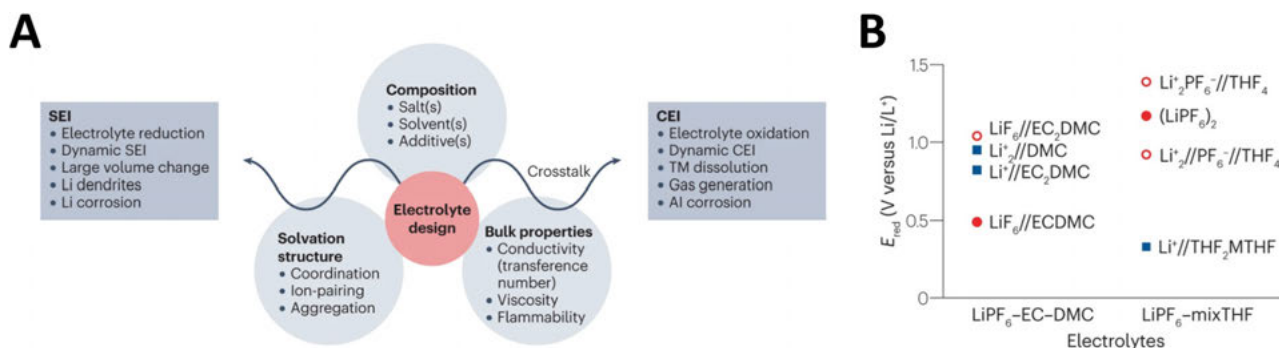 A
SEI
• Electrolyte reduction
• Dynamic SEI
• Large volume change
• Li dendrites
• Li corrosion
Composition
• Salt(s)
• Solvent(s)
• Additive(s)
Electrolyte
design
Solvation
structure
• Coordination
• Ion-pairing
• Aggregation
Bulk properties
• Conductivity
(transference
number)
• Viscosity
• Flammability
Crosstalk
CEI
• Electrolyte oxidation
• Dynamic CEI
• TM dissolution
• Gas generation
• Al corrosion
B
E_red (V versus Li/L⁺)
1.5
1.0
0.5
0
LiF₆//EC₂DMC
Li⁺₂//DMC
Li⁺//EC₂DMC
LiF₆//ECDMC
Li⁺₂PF₆⁻//THF₄
(LiPF₆)₂
Li⁺₂//PF₆⁻//THF₄
Li⁺//THF₂MTHF
LiPF₆–EC–DMC
LiPF₆–mixTHF
Electrolytes